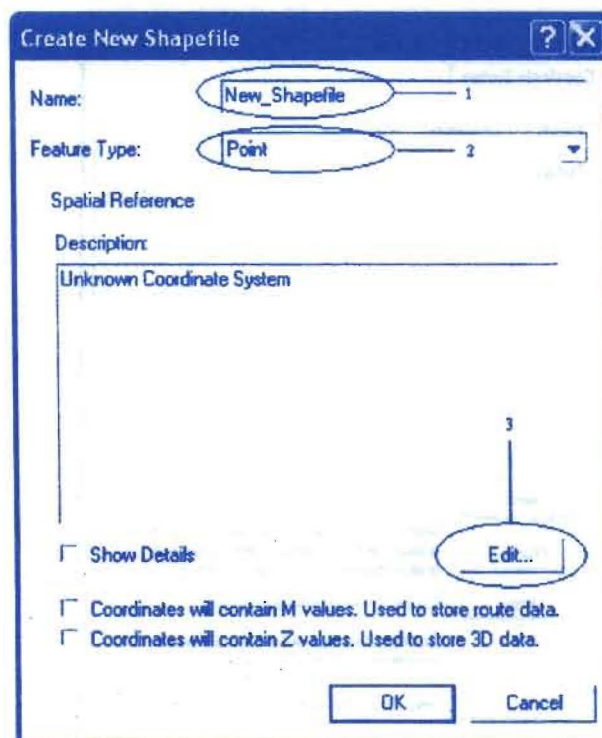 Create New Shapefile ? X
Name: New_Shapefile 1
Feature Type: Point 2
Spatial Reference
Description:
Unknown Coordinate System
3
Show Details Edit...
Coordinates will contain M values. Used to store route data.
Coordinates will contain Z values. Used to store 3D data.
OK Cancel